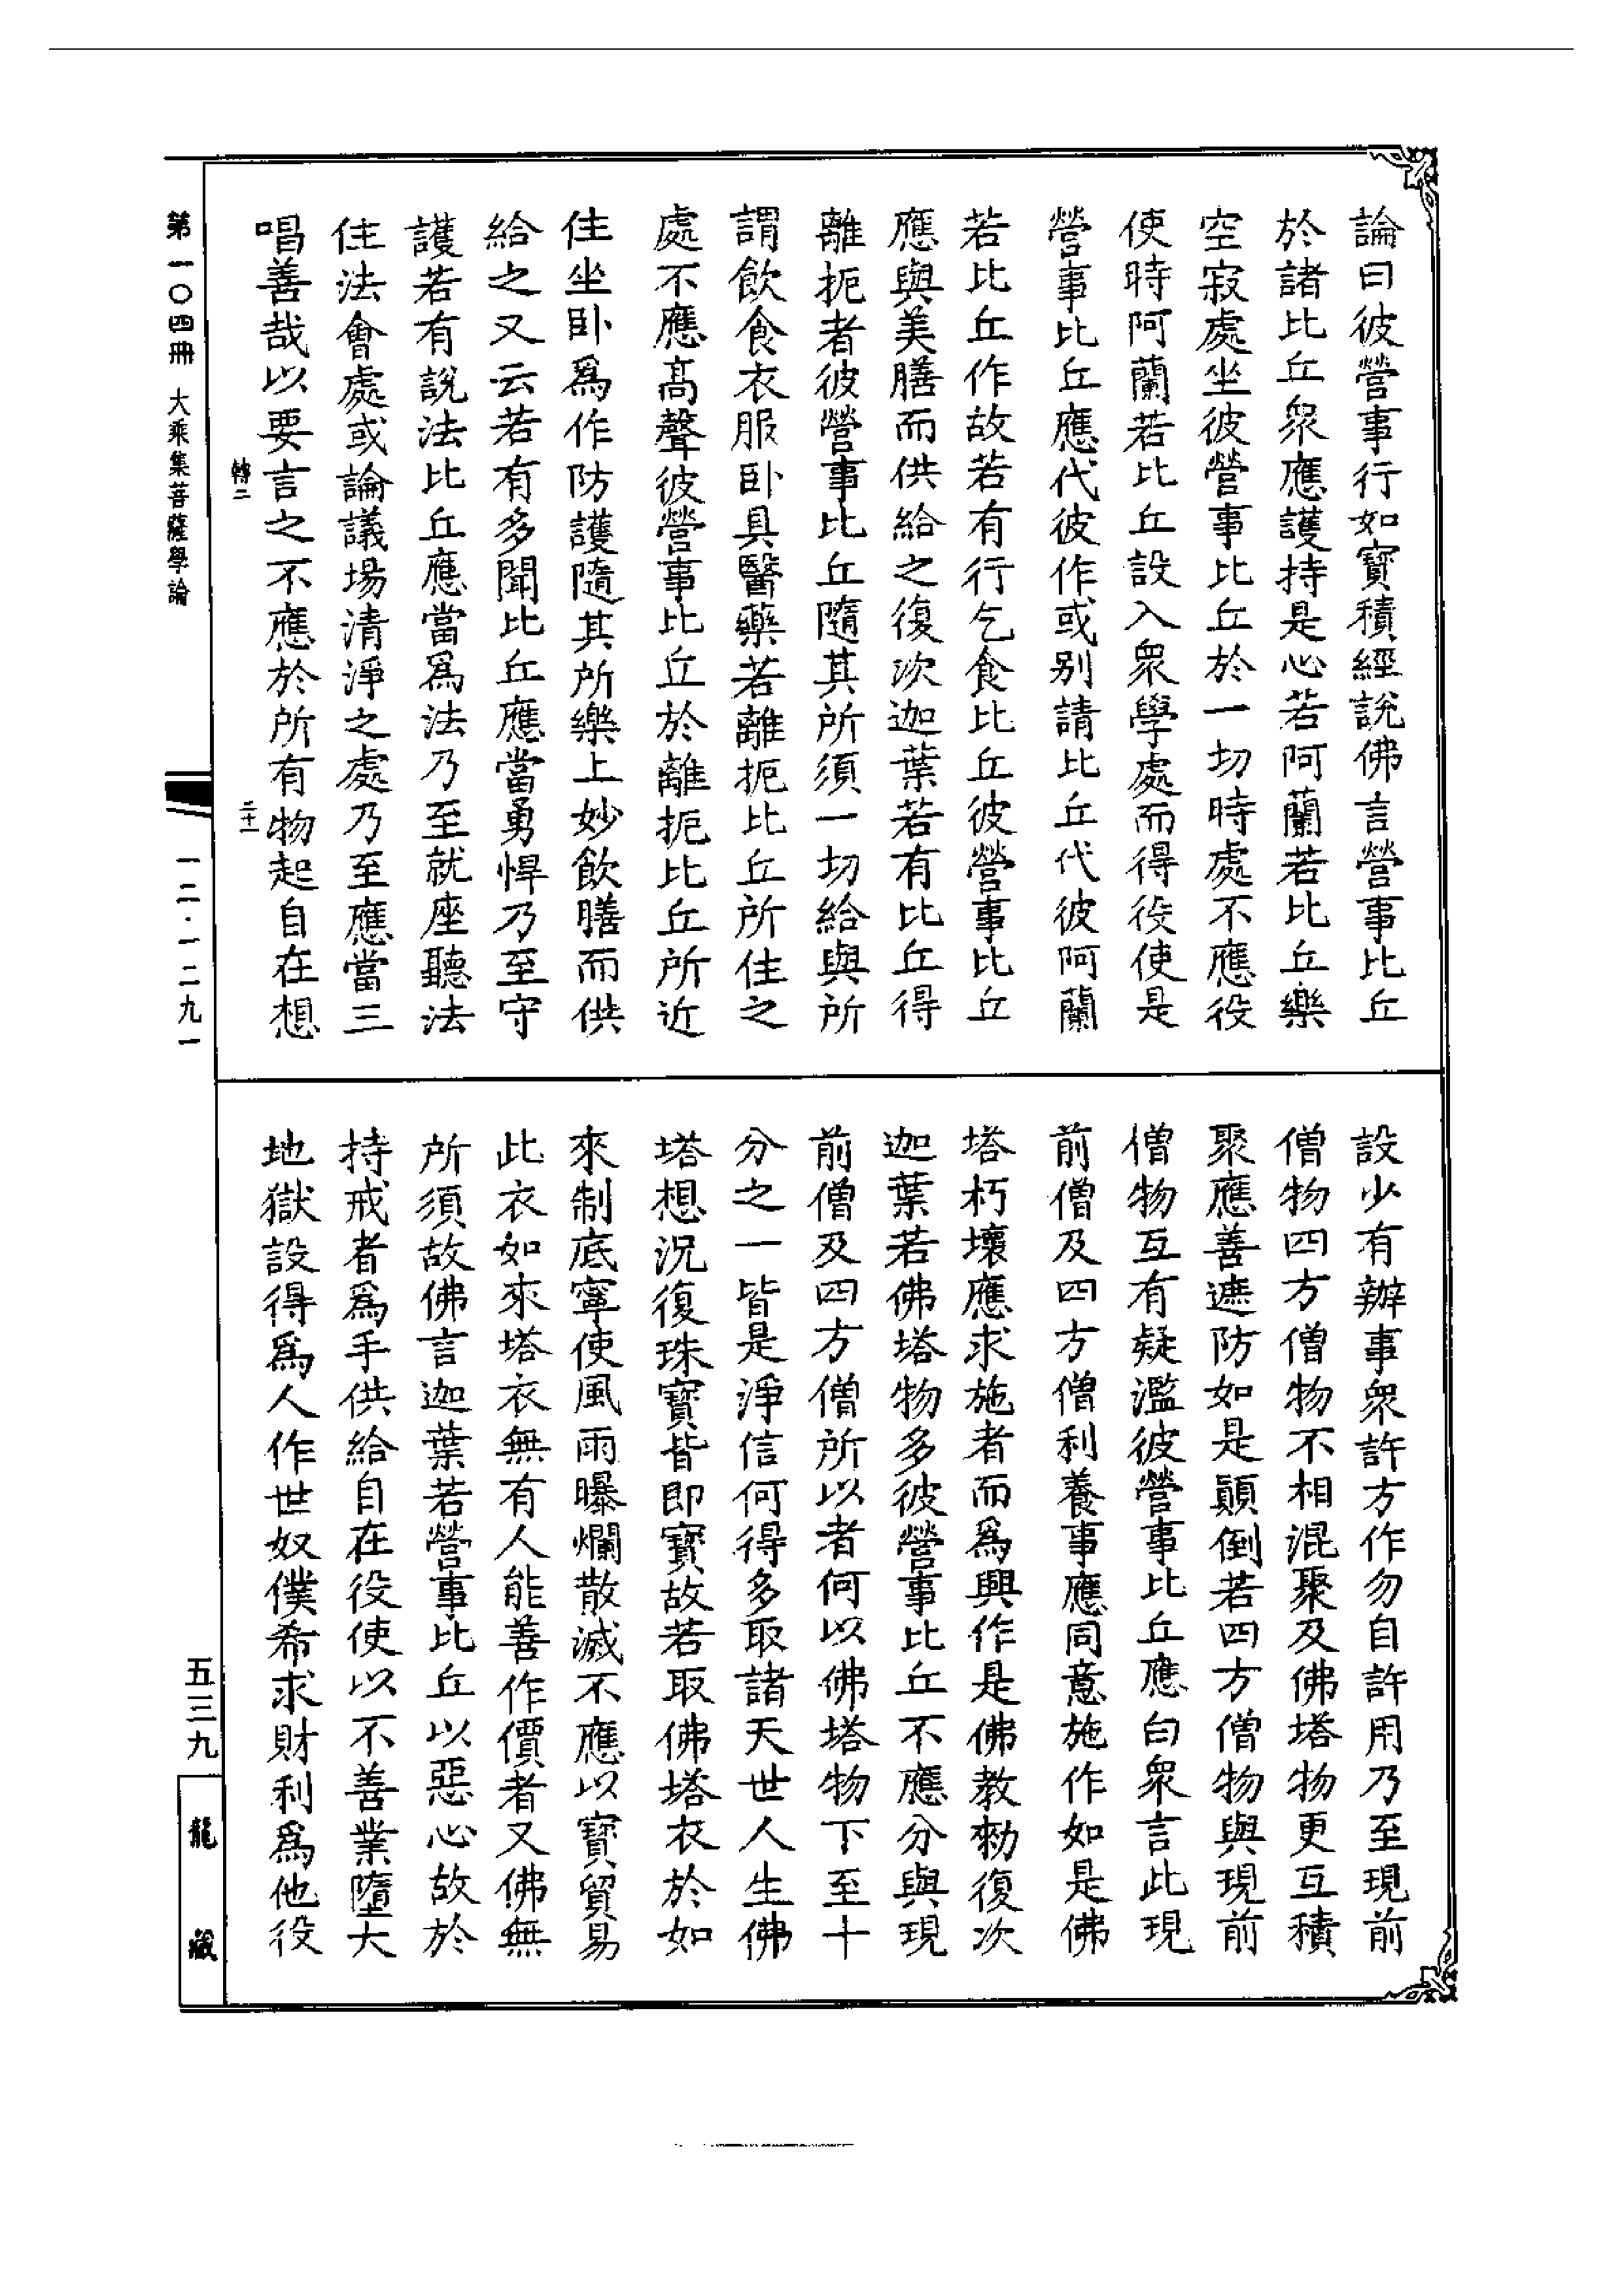 論曰彼營事行如寶積經說佛言營事比丘
於諸比丘衆應護持是心若阿蘭若比丘樂
空寂處坐彼營事比丘於一切時處不應役
使時阿蘭若比丘設入衆學處而得役使是
營事比丘應代彼作或別請比丘代彼阿蘭
若比丘作故若有行乞食比丘彼營事比丘
應與美膳而供給之復次迦葉若有比丘得
離扼者彼營事比丘隨其所須一切給與所
謂飲食衣服臥具醫藥若離扼比丘所住之
處不應高聲彼營事比丘於離扼比丘所近
住坐臥爲作防護隨其所樂上妙飲膳而供
給之又云若有多聞比丘應當勇悍乃至守
護若有說法比丘應當爲法乃至就座聽法
住法會處或論議場清淨之處乃至應當三
唱善哉以要言之不應於所有物起自在想
設少有辦事衆許方作勿自許用乃至現前
僧物四方僧物不相混聚及佛塔物更互積
聚應善遮防如是顛倒若四方僧物與現前
僧物互有疑濫彼營事比丘應白衆言此現
前僧及四方僧利養事應同意施作如是佛
塔朽壞應求施者而爲興作是佛教勑復次
迦葉若佛塔物多彼營事比丘不應分與現
前僧及四方僧所以者何以佛塔物下至十
分之一皆是淨信何得多取諸天世人生佛
塔想況復珠寶皆即寶故若取佛塔衣於如
來制底寧使風雨曝爛散滅不應以寶貿易
此衣如來塔衣無有人能善作價者又佛無
所須故佛言迦葉若營事比丘以惡心故於
持戒者爲手供給自在役使以不善業墮大
地獄設得爲人作世奴僕希求財利爲他役
轉二
二十一
第一〇四冊
大乘集菩薩學論
一二·一二九一
五三九
龍藏